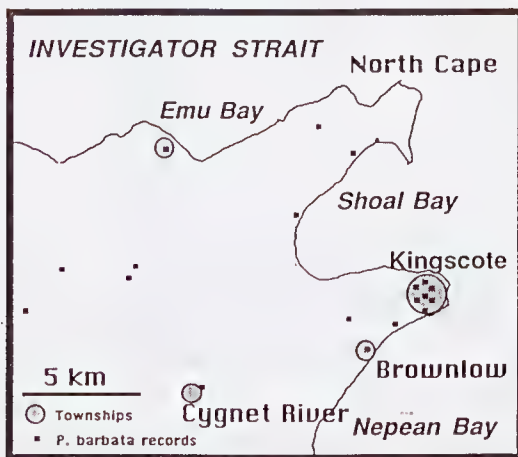 INVESTIGATOR STRAIT
North Cape
Emu Bay
Shoal Bay
Kingscote
Brownlow
5 km
Townships
Cygnet River
P. barbata records
Nepean Bay